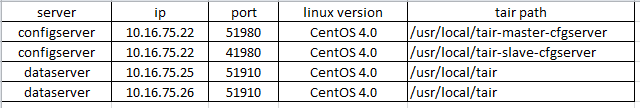 server ip port linux version tair path
configserver 10.16.75.22 51980 CentOS 4.0 /usr/local/tair-master-cfgserver
configserver 10.16.75.22 41980 CentOS 4.0 /usr/local/tair-slave-cfgserver
dataserver 10.16.75.25 51910 CentOS 4.0 /usr/local/tair
dataserver 10.16.75.26 51910 CentOS 4.0 /usr/local/tair